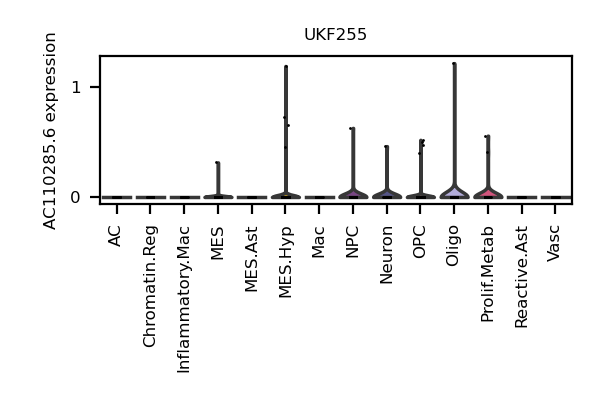 UKF255
AC110285.6 expression
1
0
AC
Chromatin.Reg
Inflammatory.Mac
MES
MES.Ast
MES.Hyp
Mac
NPC
Neuron
OPC
Oligo
Prolif.Metab
Reactive.Ast
Vasc